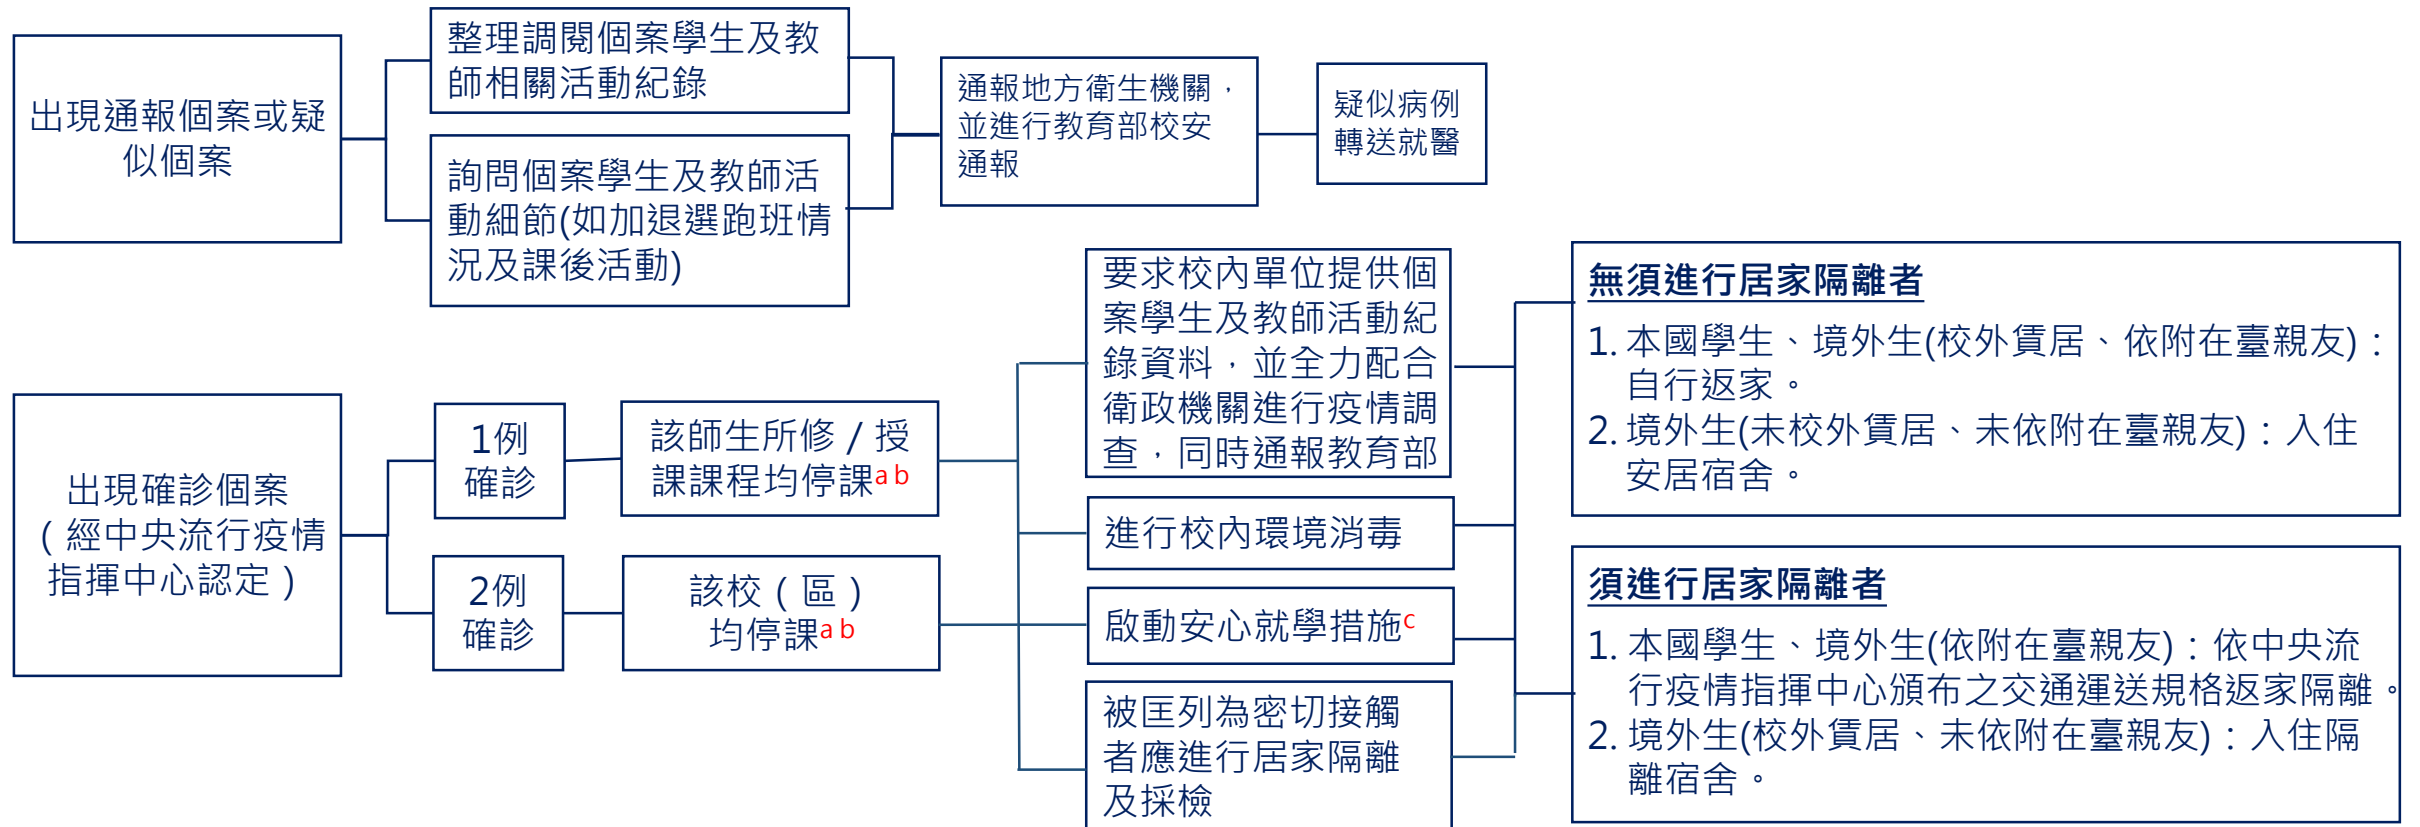 出現通報個案或疑
似個案
整理調閱個案學生及教
師相關活動紀錄
詢問個案學生及教師活
動細節(如加退選跑班情
況及課後活動)
通報地方衛生機關，
並進行教育部校安
通報
疑似病例
轉送就醫
出現確診個案
(經中央流行疫情
指揮中心認定)
1例
確診
該師生所修/授
課課程均停課a b
2例
確診
該校(區)
均停課a b
要求校內單位提供個
案學生及教師活動紀
錄資料，並全力配合
衛政機關進行疫情調
查，同時通報教育部
進行校內環境消毒
啟動安心就學措施c
被匡列為密切接觸
者應進行居家隔離
及採檢
無須進行居家隔離者
1. 本國學生、境外生(校外賃居、依附在臺親友)：
自行返家。
2. 境外生(未校外賃居、未依附在臺親友)：入住
安居宿舍。
須進行居家隔離者
1. 本國學生、境外生(依附在臺親友)：依中央流
行疫情指揮中心頒布之交通運送規格返家隔離。
2. 境外生(校外賃居、未依附在臺親友)：入住隔
離宿舍。